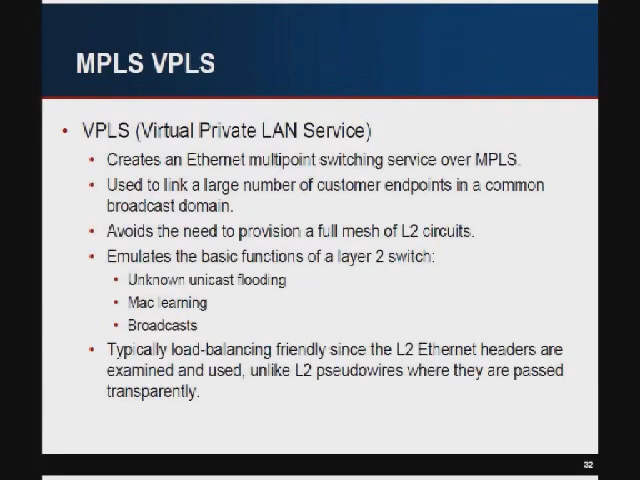 MPLS VPLS
• VPLS (Virtual Private LAN Service)
• Creates an Ethernet multipoint switching service over MPLS.
• Used to link a large number of customer endpoints in a common
broadcast domain.
• Avoids the need to provision a full mesh of L2 circuits.
• Emulates the basic functions of a layer 2 switch:
• Unknown unicast flooding
• Mac learning
• Broadcasts
• Typically load-balancing friendly since the L2 Ethernet headers are
examined and used, unlike L2 pseudowires where they are passed
transparently.
32